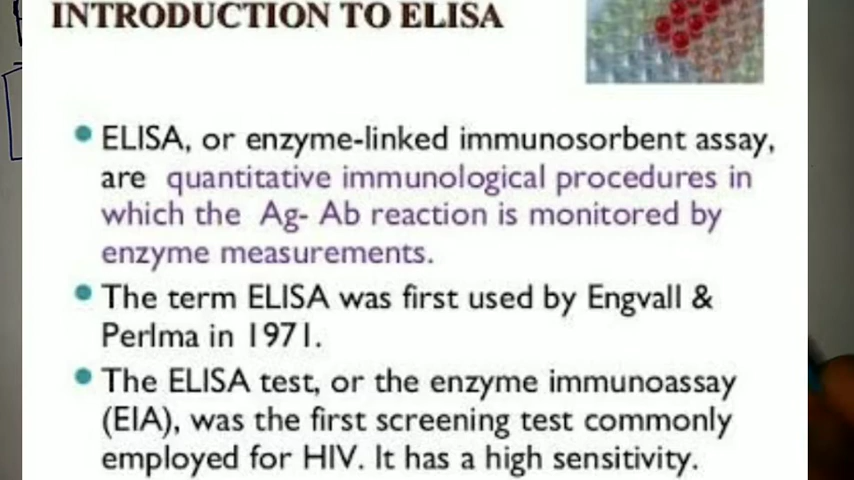 INTRODUCTION TO ELISA
ELISA, or enzyme-linked immunosorbent assay,
are quantitative immunological procedures in
which the Ag- Ab reaction is monitored by
enzyme measurements.
The term ELISA was first used by Engvall &
Perlma in 1971.
The ELISA test, or the enzyme immunoassay
(EIA), was the first screening test commonly
employed for HIV. It has a high sensitivity.